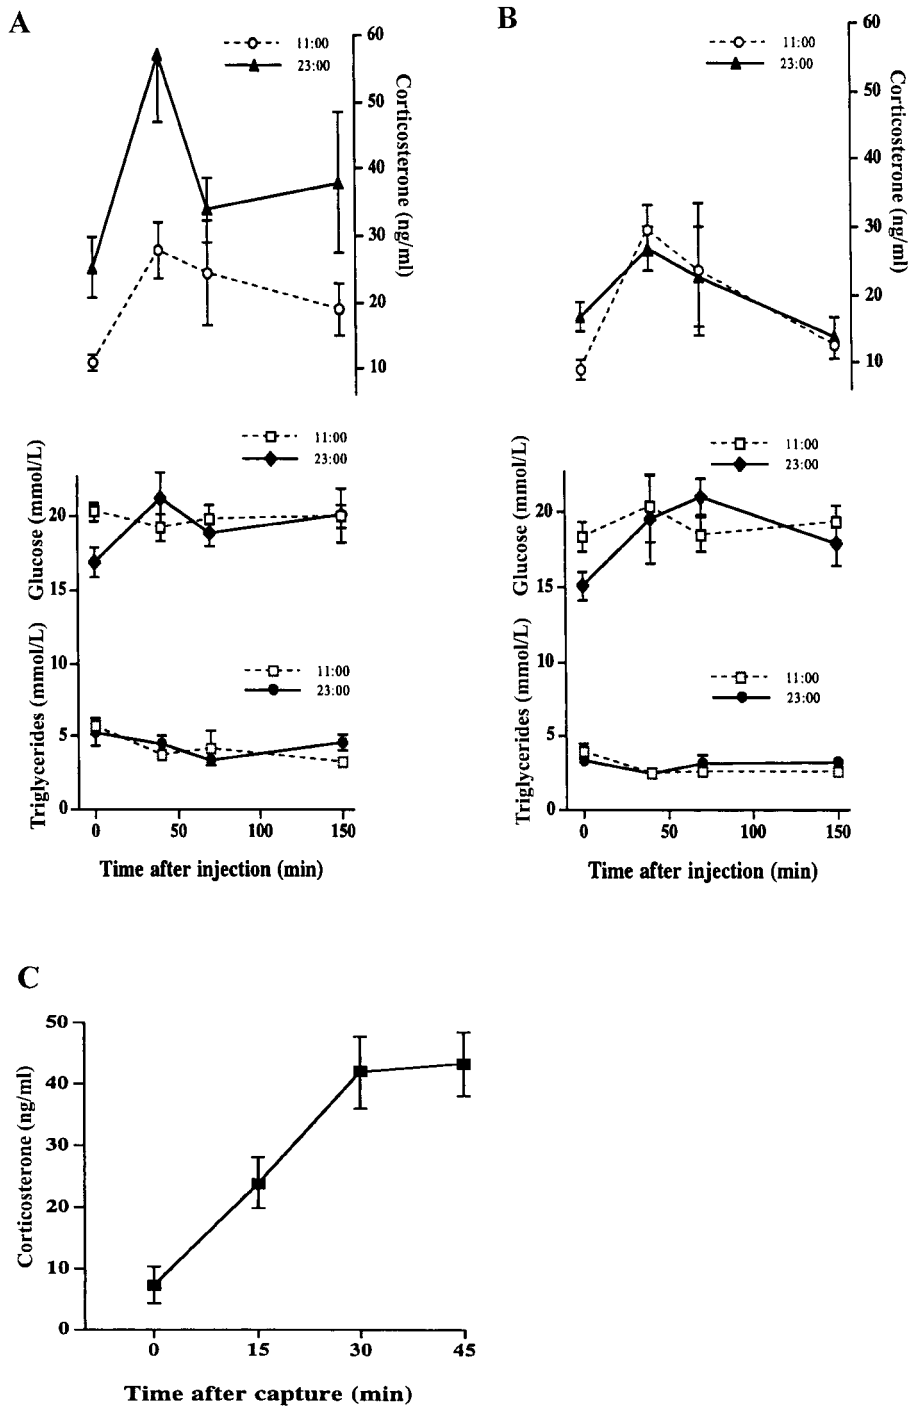 A
11:00
23:00
60
50
40
30
20
10
Corticosterone (ng/ml)
11:00
23:00
Glucose (mmol/L)
20
15
10
5
0
Triglycerides (mmol/L)
11:00
23:00
0 50 100 150
Time after injection (min)
B
11:00
23:00
60
50
40
30
20
10
Corticosterone (ng/ml)
11:00
23:00
Glucose (mmol/L)
20
15
10
5
0
Triglycerides (mmol/L)
11:00
23:00
0 50 100 150
Time after injection (min)
C
50
40
30
20
10
0
Corticosterone (ng/ml)
0 15 30 45
Time after capture (min)